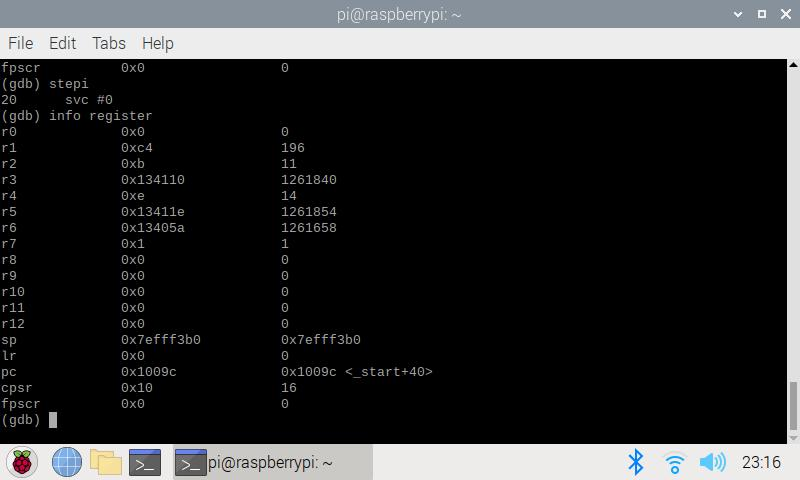 pi@raspberrypi: ~
File Edit Tabs Help
fpscr 0x0 0
(gdb) stepi
20 svc #0
(gdb) info register
r0 0x0 0
r1 0xc4 196
r2 0xb 11
r3 0x134110 1261840
r4 0xe 14
r5 0x13411e 1261854
r6 0x13405a 1261658
r7 0x1 1
r8 0x0 0
r9 0x0 0
r10 0x0 0
r11 0x0 0
r12 0x0 0
sp 0x7efff3b0 0x7efff3b0
lr 0x0 0
pc 0x1009c 0x1009c <_start+40>
cpsr 0x10 16
fpscr 0x0 0
(gdb)
pi@raspberrypi: ~ 23:16